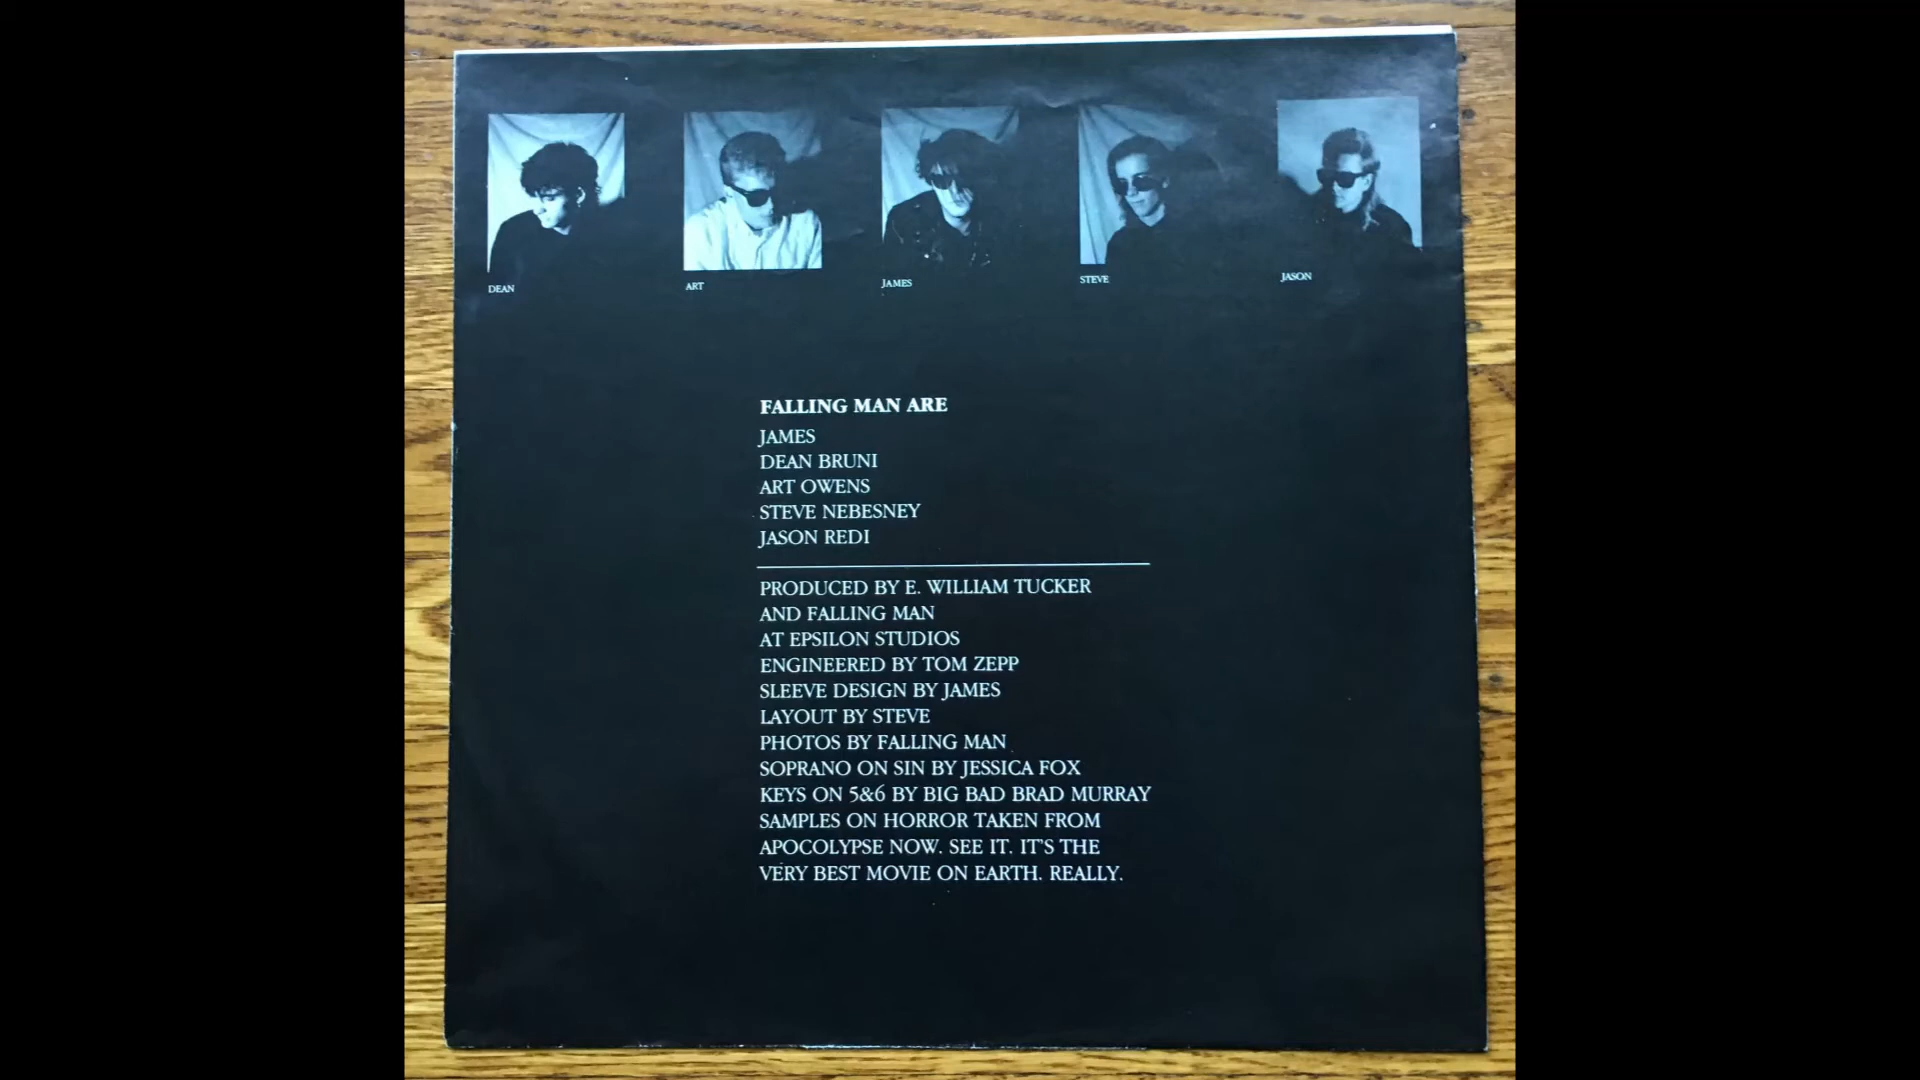 DEAN
ART
JAMES
STEVE
JASON
FALLING MAN ARE
JAMES
DEAN BRUNI
ART OWENS
STEVE NEBESNEY
JASON REDI
PRODUCED BY E. WILLIAM TUCKER
AND FALLING MAN
AT EPSILON STUDIOS
ENGINEERED BY TOM ZEPP
SLEEVE DESIGN BY JAMES
LAYOUT BY STEVE
PHOTOS BY FALLING MAN
SOPRANO ON SIN BY JESSICA FOX
KEYS ON 5&6 BY BIG BAD BRAD MURRAY
SAMPLES ON HORROR TAKEN FROM
APOCOLYPSE NOW. SEE IT. IT'S THE
VERY BEST MOVIE ON EARTH. REALLY.